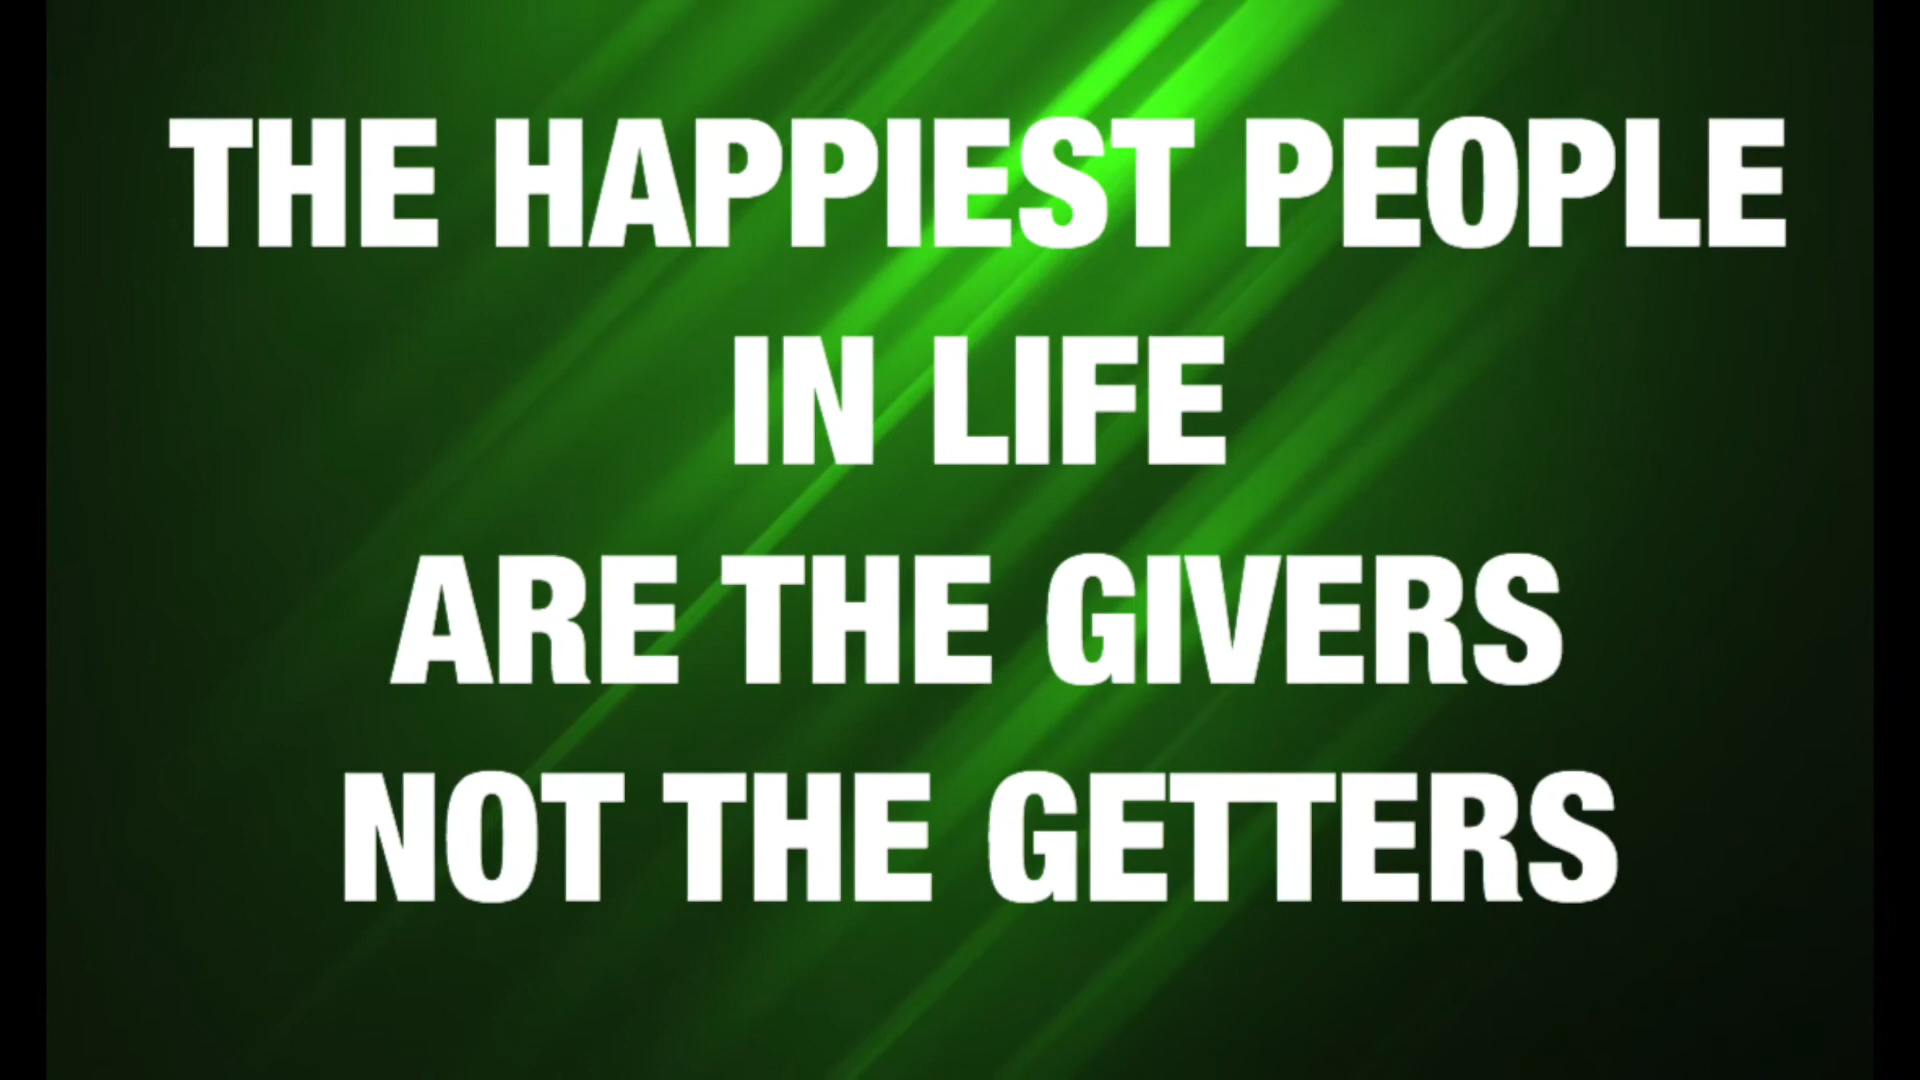 THE HAPPIEST PEOPLE
IN LIFE
ARE THE GIVERS
NOT THE GETTERS